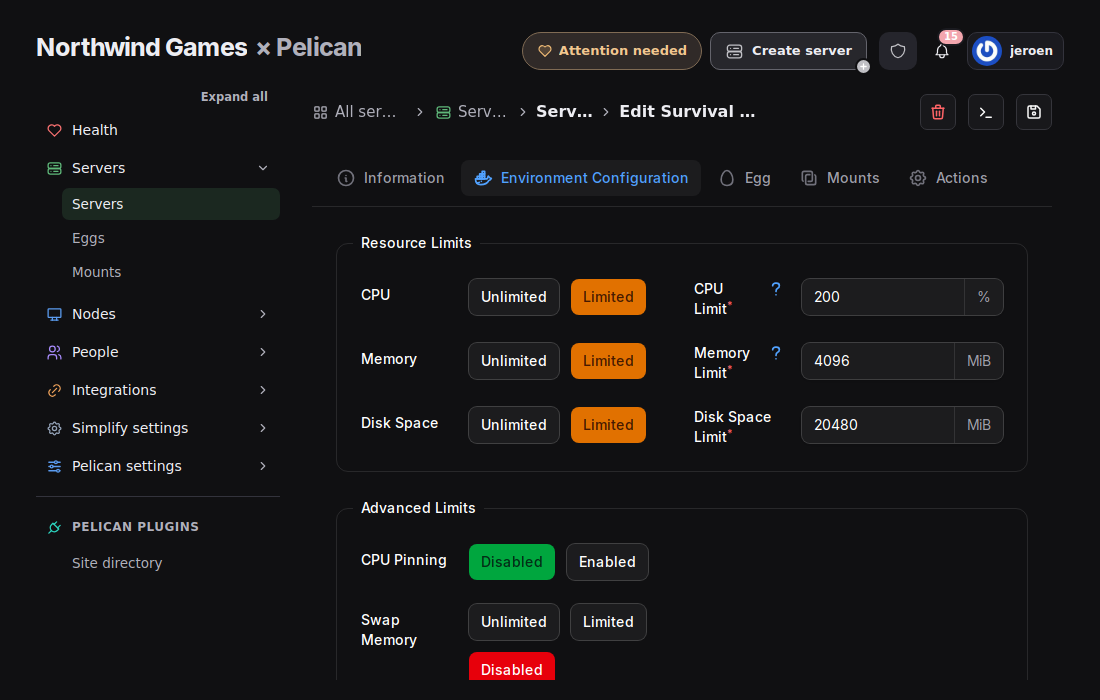 Northwind Games × Pelican
Attention needed
Create server
15
jeroen
Expand all
Health
Servers
Servers
Eggs
Mounts
Nodes
People
Integrations
Simplify settings
Pelican settings
PELICAN PLUGINS
Site directory
All ser... > Serv... > Serv... > Edit Survival ...
Information
Environment Configuration
Egg
Mounts
Actions
Resource Limits
CPU
Unlimited
Limited
CPU Limit*
?
200
%
Memory
Unlimited
Limited
Memory Limit*
?
4096
MiB
Disk Space
Unlimited
Limited
Disk Space Limit*
20480
MiB
Advanced Limits
CPU Pinning
Disabled
Enabled
Swap Memory
Unlimited
Limited
Disabled